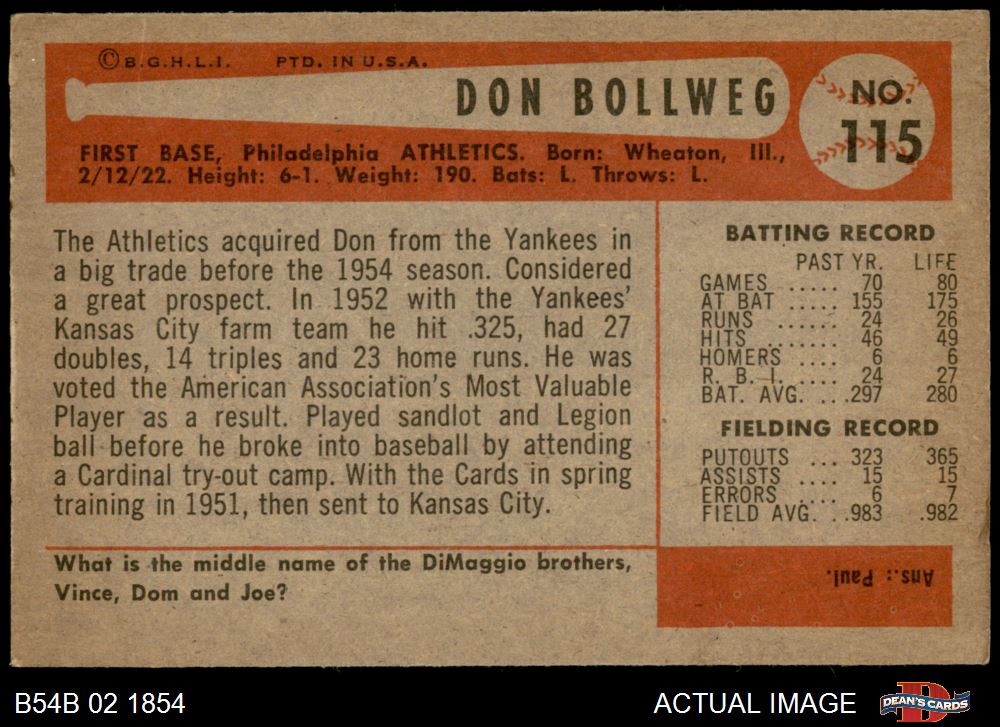 ©B.G.H.L.I. PTD. IN U.S.A.
DON BOLLWEG
NO.
115
FIRST BASE, Philadelphia ATHLETICS. Born: Wheaton, Ill.,
2/12/22. Height: 6-1. Weight: 190. Bats: L. Throws: L.
The Athletics acquired Don from the Yankees in
a big trade before the 1954 season. Considered
a great prospect. In 1952 with the Yankees'
Kansas City farm team he hit .325, had 27
doubles, 14 triples and 23 home runs. He was
voted the American Association's Most Valuable
Player as a result. Played sandlot and Legion
ball before he broke into baseball by attending
a Cardinal try-out camp. With the Cards in spring
training in 1951, then sent to Kansas City.
BATTING RECORD
PAST YR. LIFE
GAMES ..... 70 80
AT BAT ..... 155 175
RUNS ...... 24 26
HITS ........ 46 49
HOMERS .... 6 6
R. B. I. .... 24 27
BAT. AVG. ...297 280
FIELDING RECORD
PUTOUTS ... 323 365
ASSISTS .... 15 15
ERRORS .... 6 7
FIELD AVG. ..983 .982
What is the middle name of the DiMaggio brothers,
Vince, Dom and Joe?
Ans.: Paul.
B54B 02 1854
ACTUAL IMAGE
DEAN'S CARDS